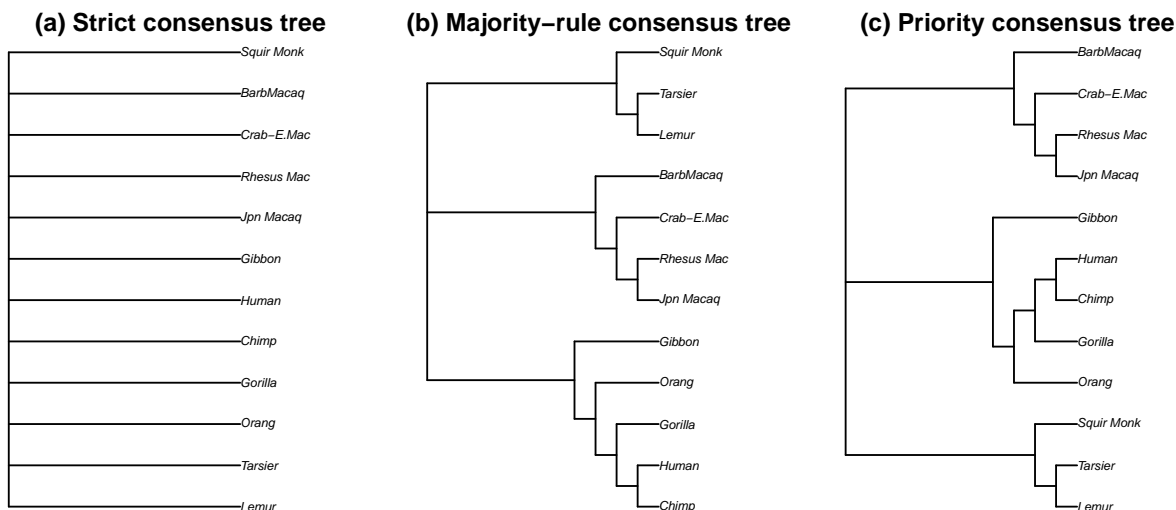 (a) Strict consensus tree
Squir Monk
BarbMacaq
Crab−E.Mac
Rhesus Mac
Jpn Macaq
Gibbon
Human
Chimp
Gorilla
Orang
Tarsier
Lemur
(b) Majority−rule consensus tree
Squir Monk
Tarsier
Lemur
BarbMacaq
Crab−E.Mac
Rhesus Mac
Jpn Macaq
Gibbon
Orang
Gorilla
Human
Chimp
(c) Priority consensus tree
BarbMacaq
Crab−E.Mac
Rhesus Mac
Jpn Macaq
Gibbon
Human
Chimp
Gorilla
Orang
Squir Monk
Tarsier
Lemur